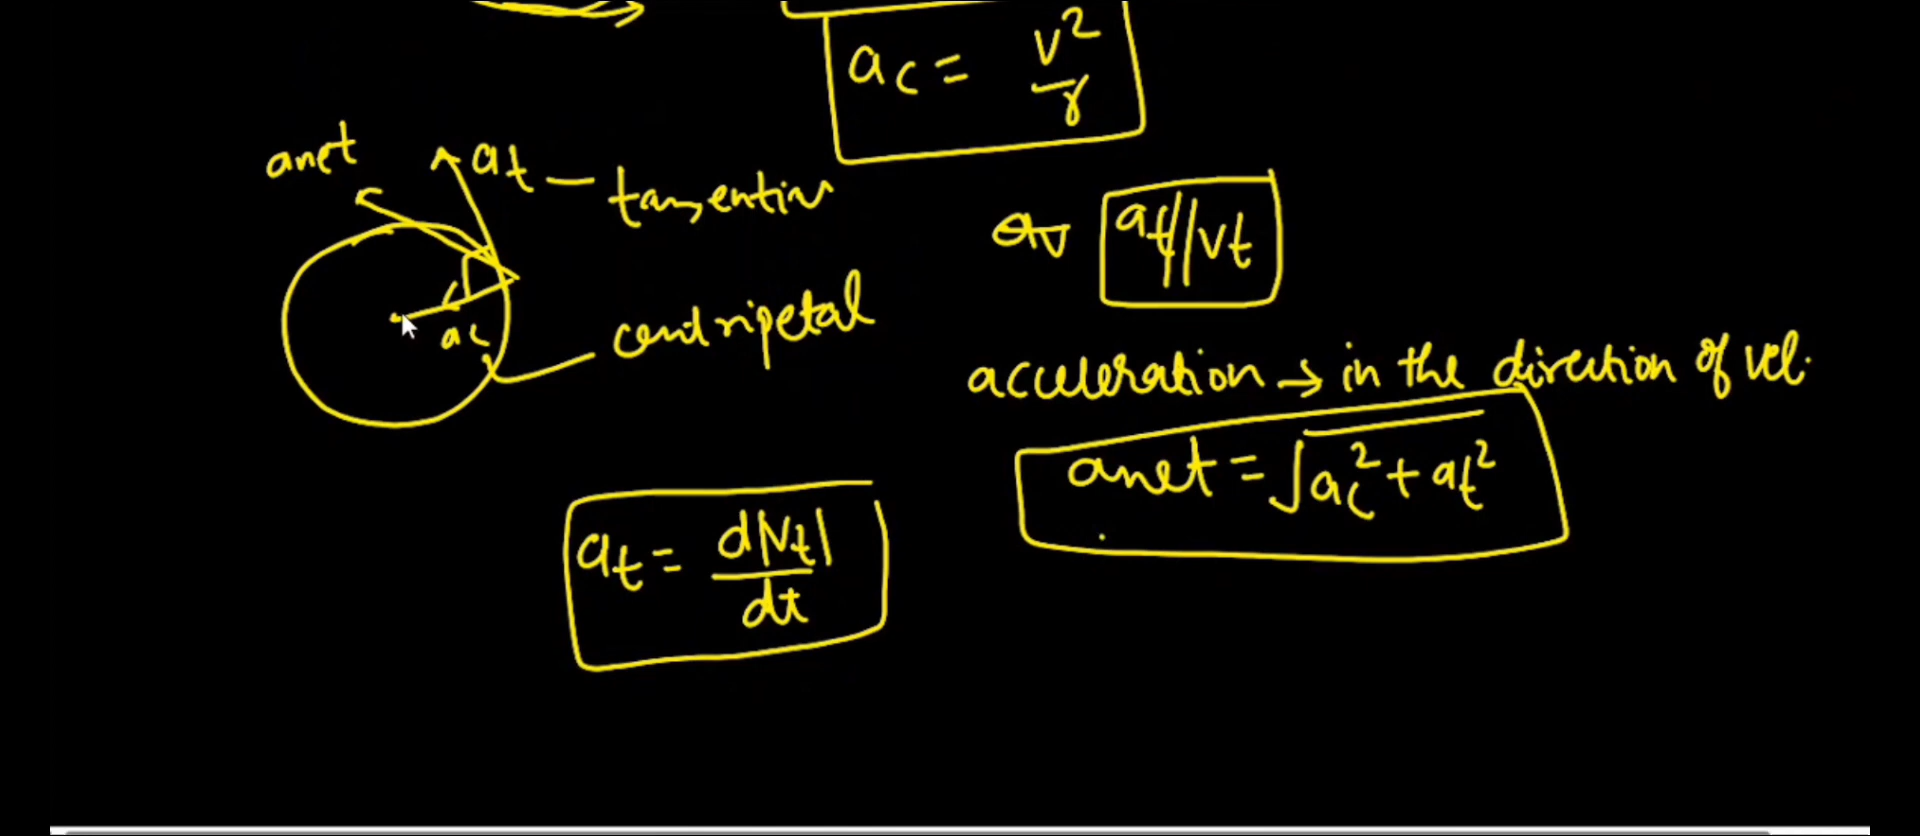 ac = v²/r
anet
at — tangential
at // vt
centripetal
ac
acceleration → in the direction of vel.
anet = √ac² + at²
at = d|Vt|/dt